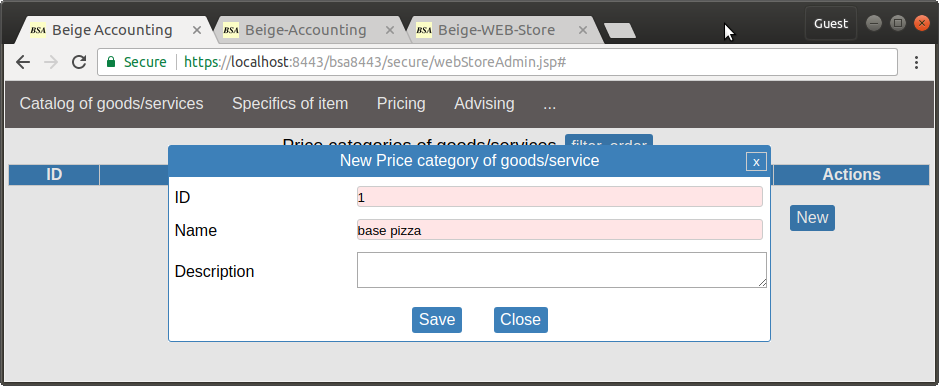 BSA Beige Accounting
BSA Beige-Accounting
BSA Beige-WEB-Store
Guest
Secure https://localhost:8443/bsa8443/secure/webStoreAdmin.jsp#
Catalog of goods/services Specifics of item Pricing Advising ...
Price categories of goods/services filter, order
New Price category of goods/service x
ID Actions
ID 1
New
Name base pizza
Description
Save Close